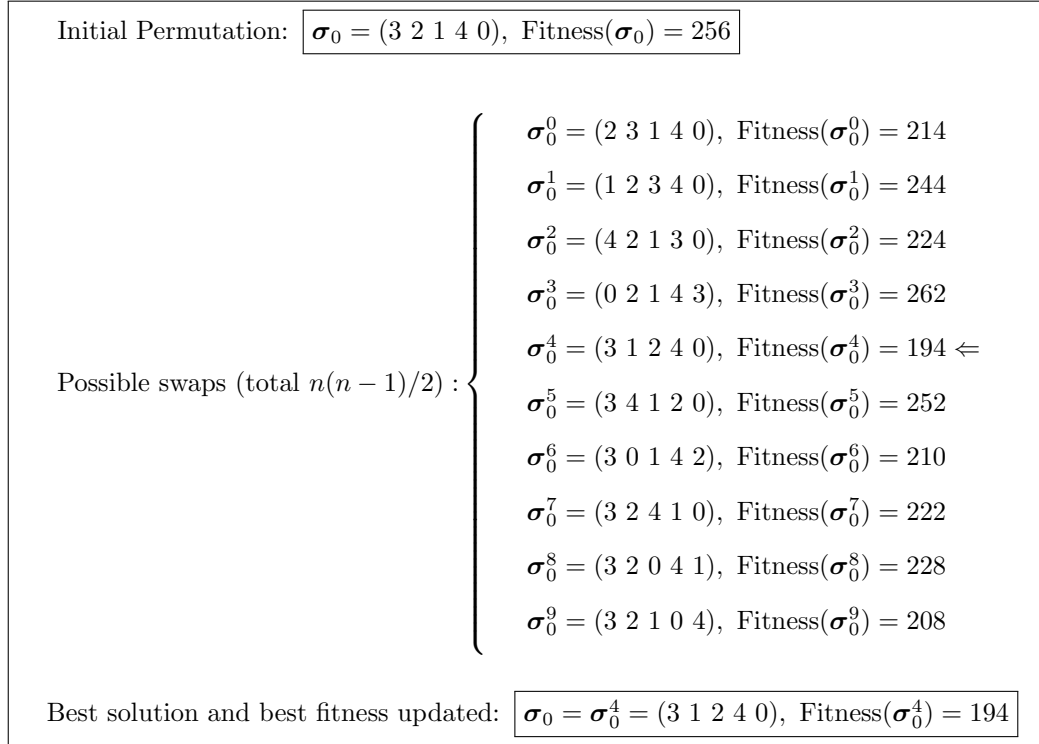 Initial Permutation: σ₀ = (3 2 1 4 0), Fitness(σ₀) = 256
σ₀⁰ = (2 3 1 4 0), Fitness(σ₀⁰) = 214
σ₀¹ = (1 2 3 4 0), Fitness(σ₀¹) = 244
σ₀² = (4 2 1 3 0), Fitness(σ₀²) = 224
σ₀³ = (0 2 1 4 3), Fitness(σ₀³) = 262
σ₀⁴ = (3 1 2 4 0), Fitness(σ₀⁴) = 194 ⇐
Possible swaps (total n(n − 1)/2) :
σ₀⁵ = (3 4 1 2 0), Fitness(σ₀⁵) = 252
σ₀⁶ = (3 0 1 4 2), Fitness(σ₀⁶) = 210
σ₀⁷ = (3 2 4 1 0), Fitness(σ₀⁷) = 222
σ₀⁸ = (3 2 0 4 1), Fitness(σ₀⁸) = 228
σ₀⁹ = (3 2 1 0 4), Fitness(σ₀⁹) = 208
Best solution and best fitness updated: σ₀ = σ₀⁴ = (3 1 2 4 0), Fitness(σ₀⁴) = 194